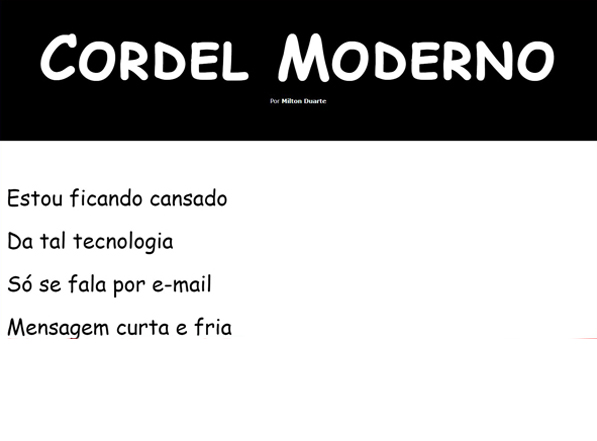 CORDEL MODERNO
Por Milton Duarte
Estou ficando cansado
Da tal tecnologia
Só se fala por e-mail
Mensagem curta e fria